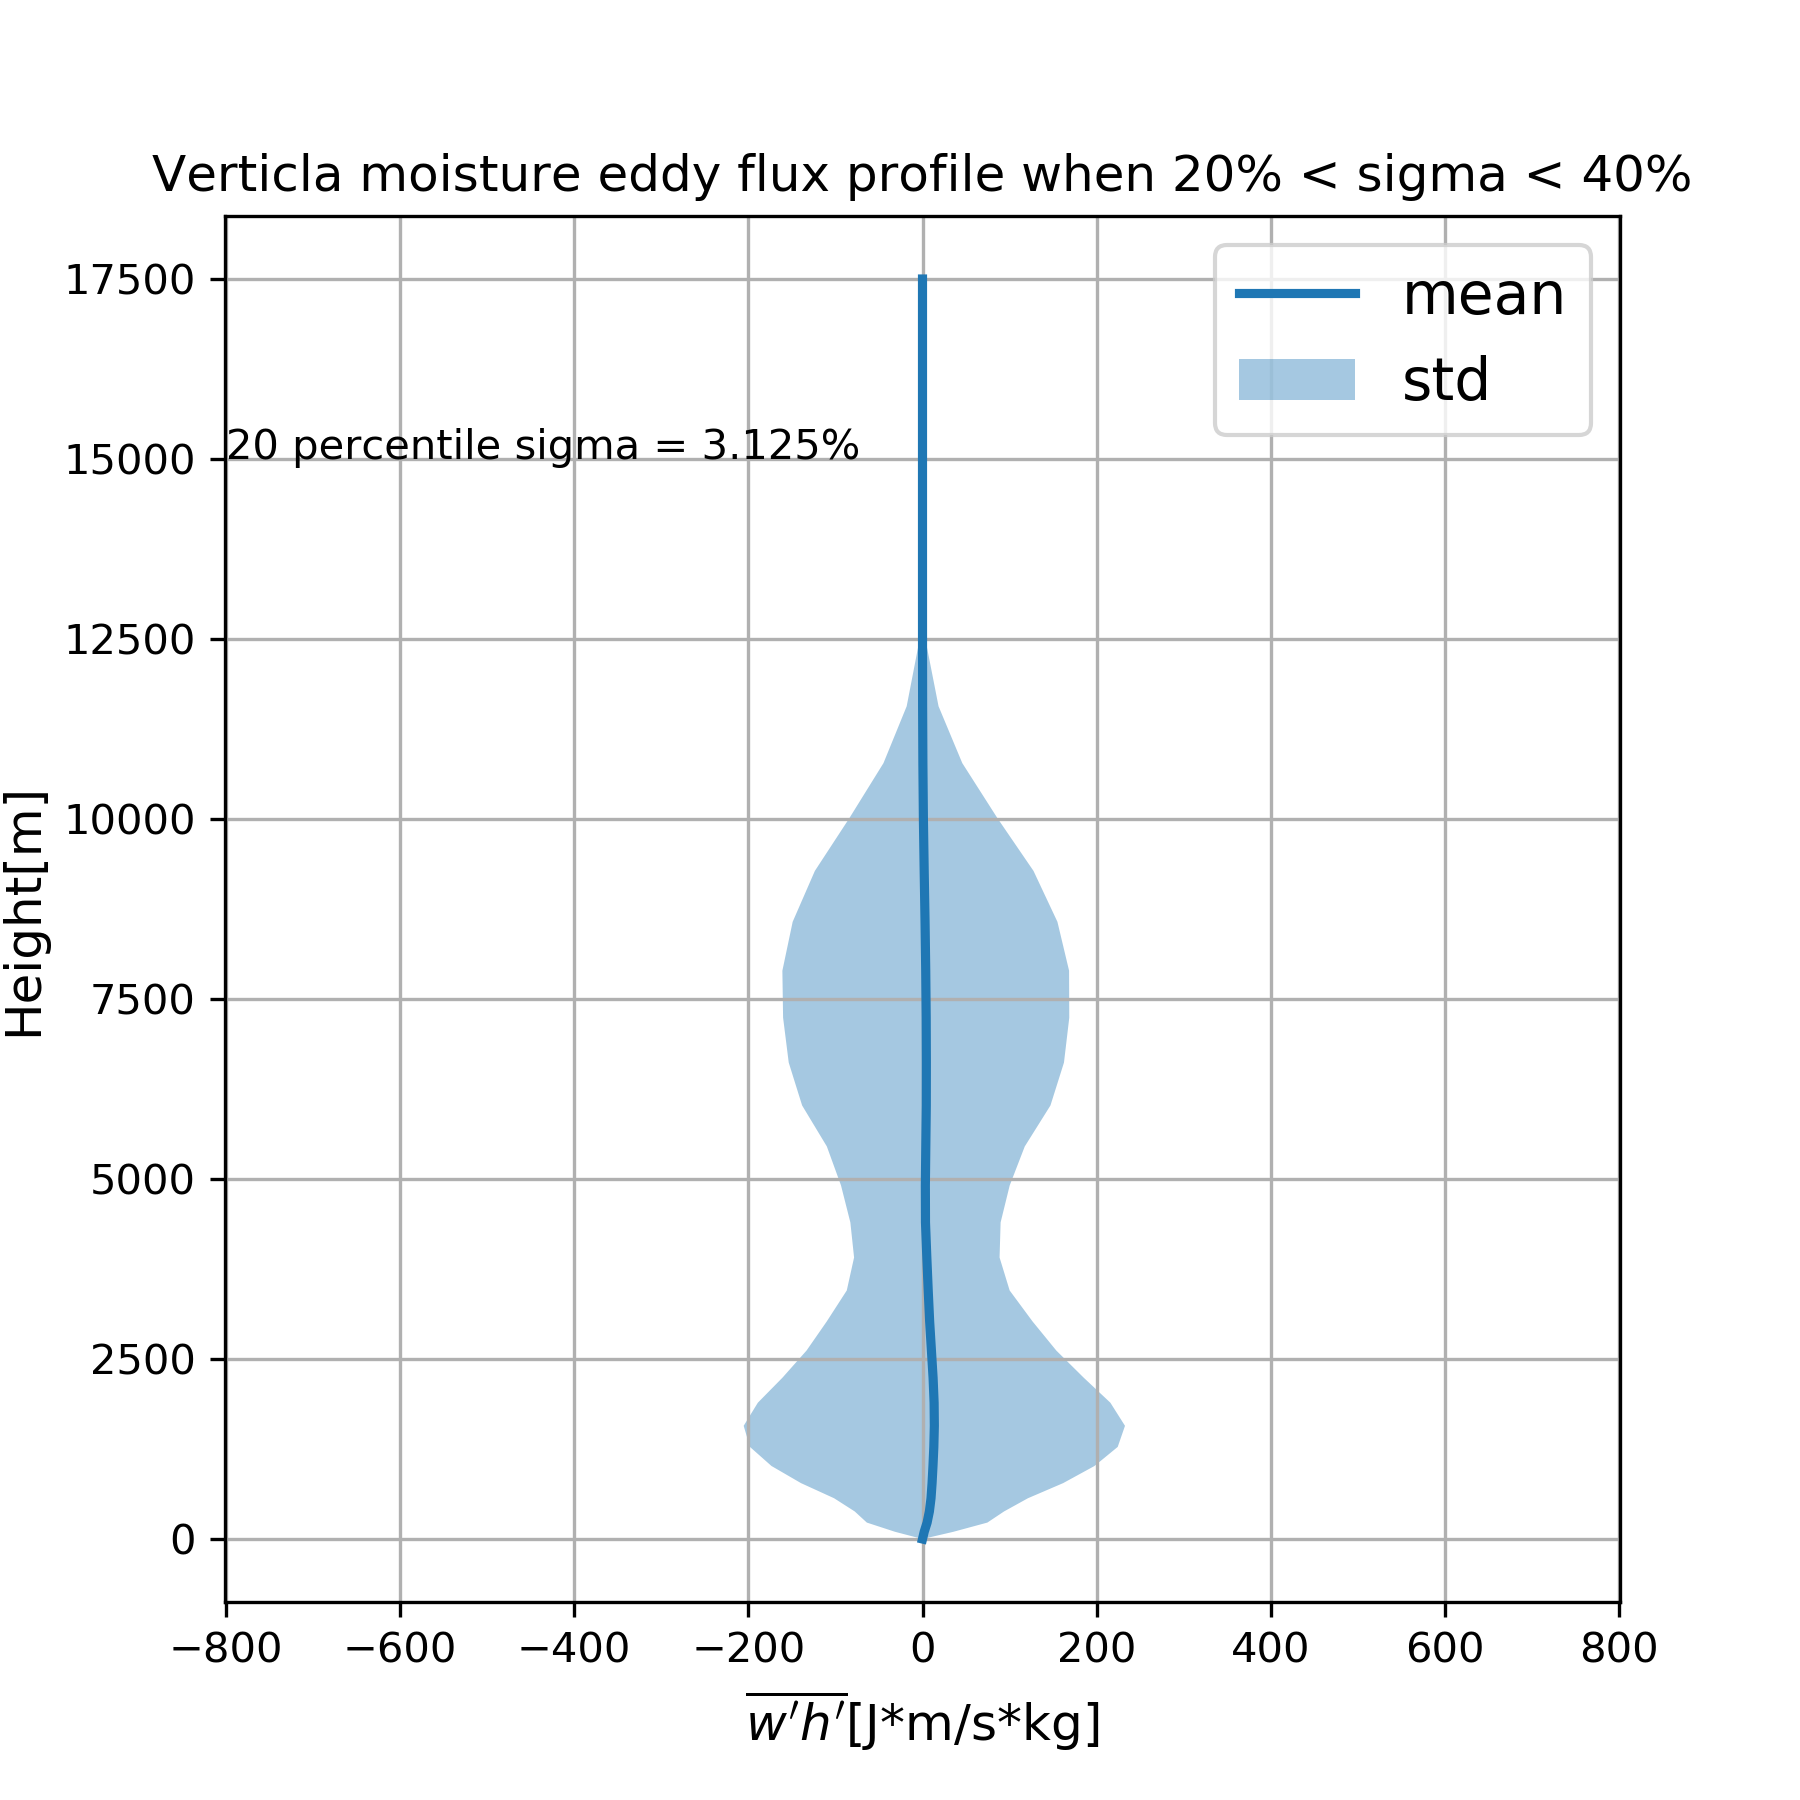 Verticla moisture eddy flux profile when 20% < sigma < 40%
mean
std
20 percentile sigma = 3.125%
17500
15000
12500
10000
7500
5000
2500
0
Height[m]
−800 −600 −400 −200 0 200 400 600 800
w′h′[J*m/s*kg]